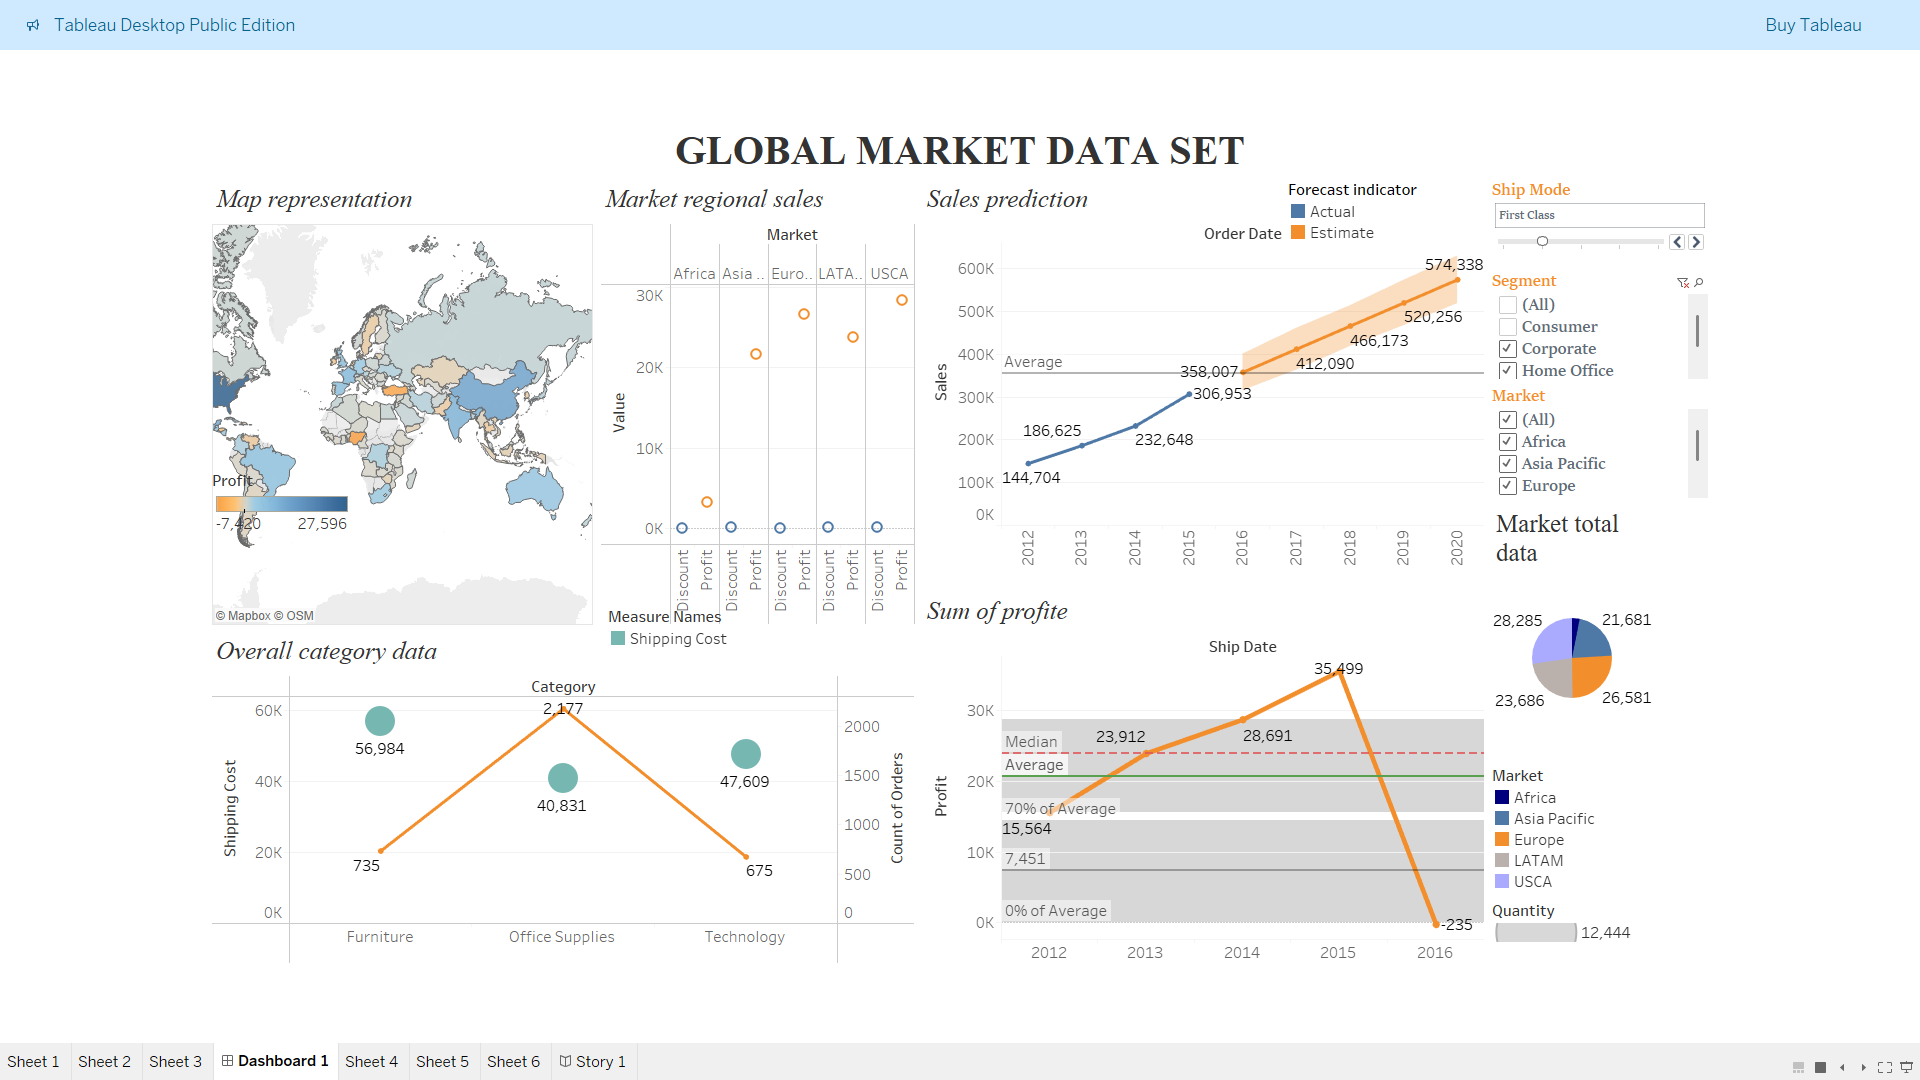 Tableau Desktop Public Edition
Buy Tableau
GLOBAL MARKET DATA SET
Map representation
Profit
-7,420 27,596
© Mapbox © OSM
Market regional sales
Market
Africa Asia .. Euro.. LATA.. USCA
Value
30K
20K
10K
0K
Discount Profit Discount Profit Discount Profit Discount Profit Discount Profit
Measure Names
Shipping Cost
Sales prediction
Forecast indicator
Actual
Estimate
Order Date
Sales
600K
500K
400K
300K
200K
100K
0K
Average
144,704
186,625
232,648
306,953
358,007
412,090
466,173
520,256
574,338
2012 2013 2014 2015 2016 2017 2018 2019 2020
Ship Mode
First Class
Segment
(All)
Consumer
Corporate
Home Office
Market
(All)
Africa
Asia Pacific
Europe
Market total
data
28,285 21,681
23,686 26,581
Market
Africa
Asia Pacific
Europe
LATAM
USCA
Quantity
12,444
Overall category data
Category
Shipping Cost
60K
40K
20K
0K
56,984
2,177
40,831
47,609
735
675
2000
1500
1000
500
0
Count of Orders
Furniture Office Supplies Technology
Sum of profite
Ship Date
Profit
30K
20K
10K
0K
Median
Average
70% of Average
7,451
0% of Average
15,564
23,912
28,691
35,499
-235
2012 2013 2014 2015 2016
Sheet 1 Sheet 2 Sheet 3 Dashboard 1 Sheet 4 Sheet 5 Sheet 6 Story 1